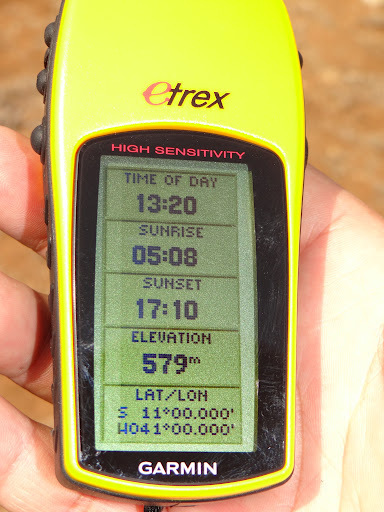 etrex
HIGH SENSITIVITY
TIME OF DAY
13:20
SUNRISE
05:08
SUNSET
17:10
ELEVATION
579m
LAT/LON
S 11°00.000'
W041°00.000'
GARMIN